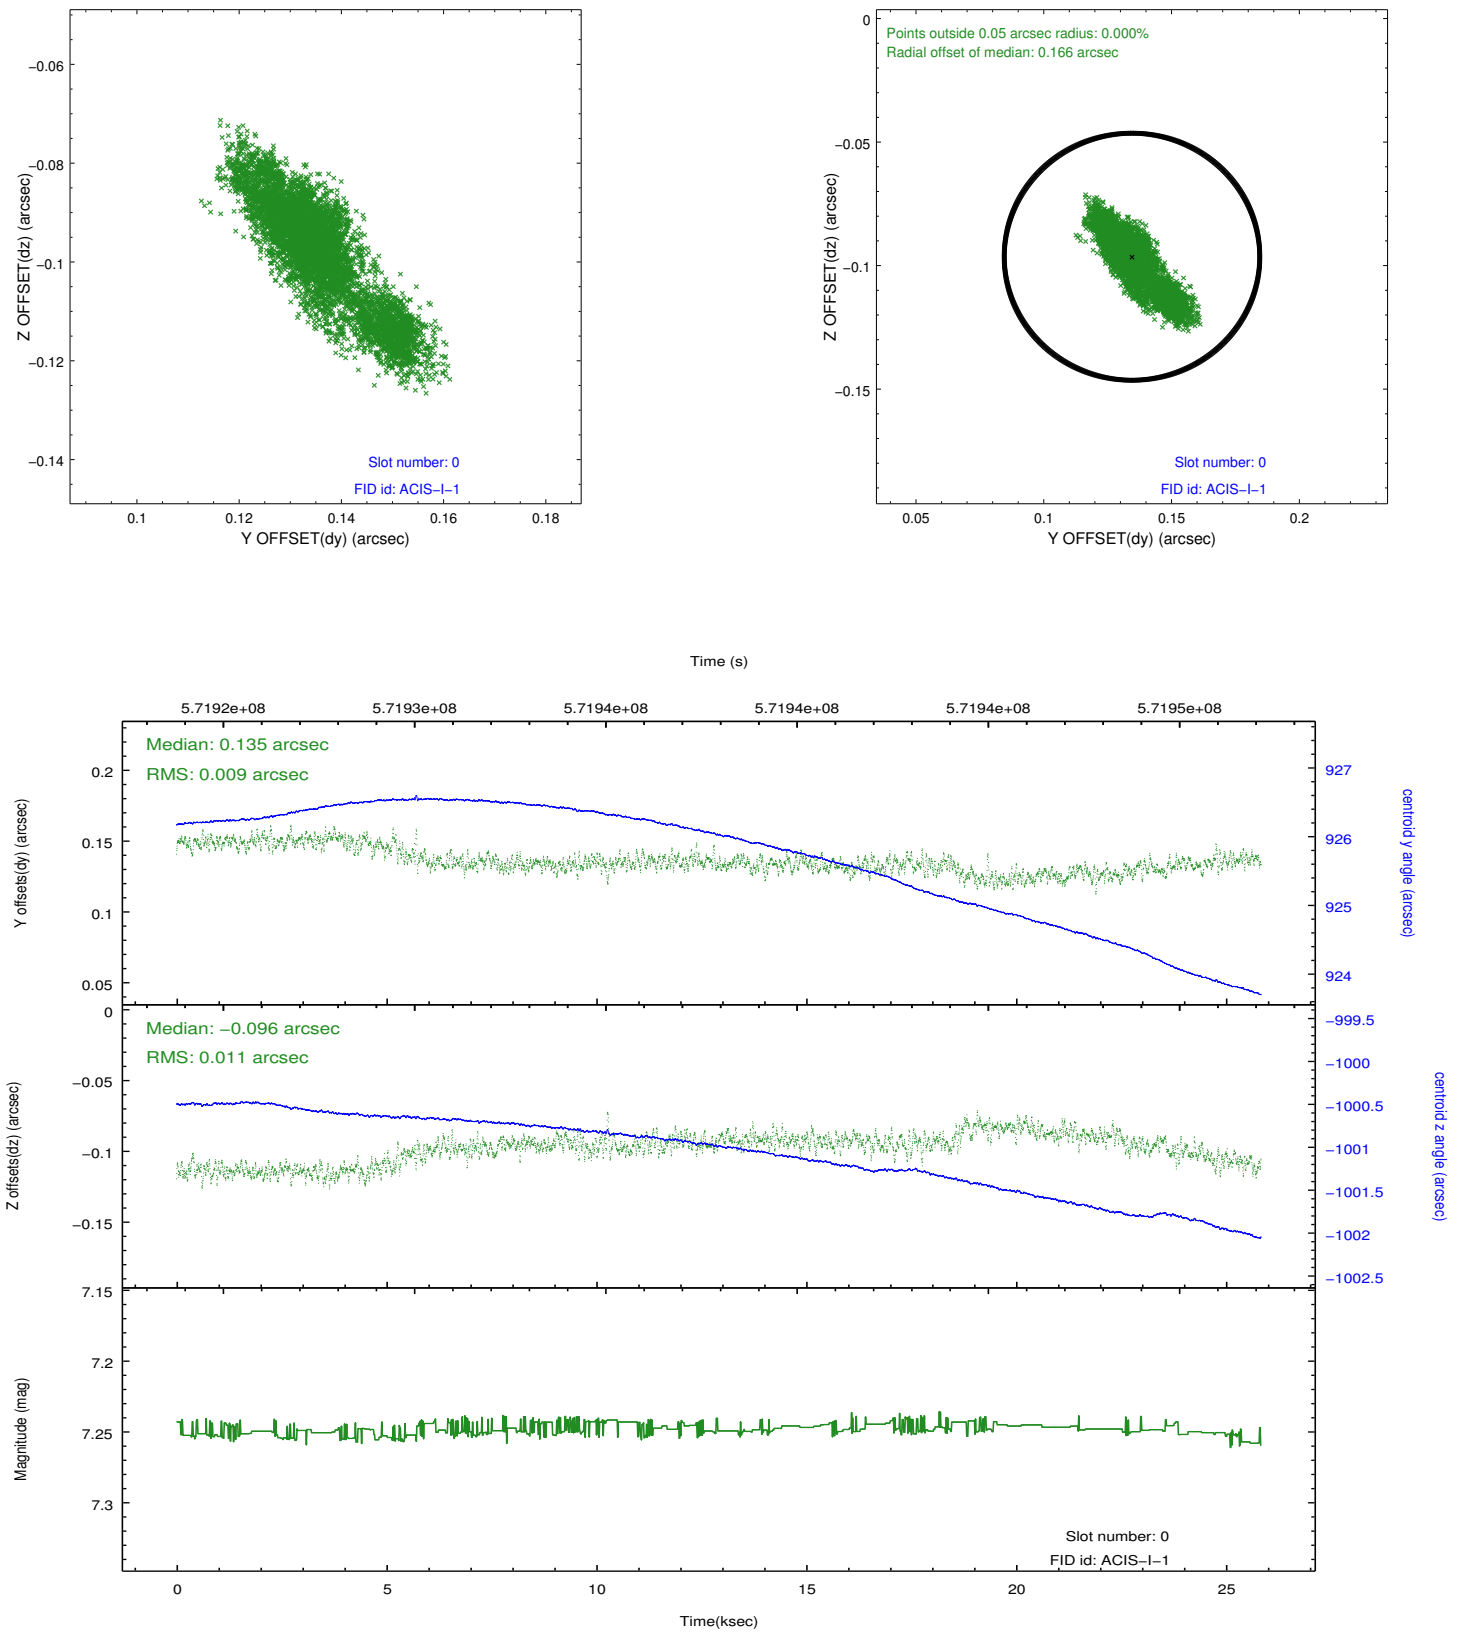 −0.06
−0.08
−0.1
−0.12
−0.14
Z OFFSET(dz) (arcsec)
Slot number: 0
FID id: ACIS−I−1
0.1 0.12 0.14 0.16 0.18
Y OFFSET(dy) (arcsec)
Points outside 0.05 arcsec radius: 0.000%
Radial offset of median: 0.166 arcsec
0
−0.05
−0.1
−0.15
Z OFFSET(dz) (arcsec)
Slot number: 0
FID id: ACIS−I−1
0.05 0.1 0.15 0.2
Y OFFSET(dy) (arcsec)
Time (s)
5.7192e+08 5.7193e+08 5.7194e+08 5.7194e+08 5.7194e+08 5.7195e+08
Median: 0.135 arcsec
RMS: 0.009 arcsec
0.2
0.15
0.1
0.05
Y offsets(dy) (arcsec)
927
926
925
924
centroid y angle (arcsec)
Median: −0.096 arcsec
RMS: 0.011 arcsec
0
−0.05
−0.1
−0.15
Z offsets(dz) (arcsec)
−999.5
−1000
−1000.5
−1001
−1001.5
−1002
−1002.5
centroid z angle (arcsec)
7.15
7.2
7.25
7.3
Magnitude (mag)
Slot number: 0
FID id: ACIS−I−1
0 5 10 15 20 25
Time(ksec)